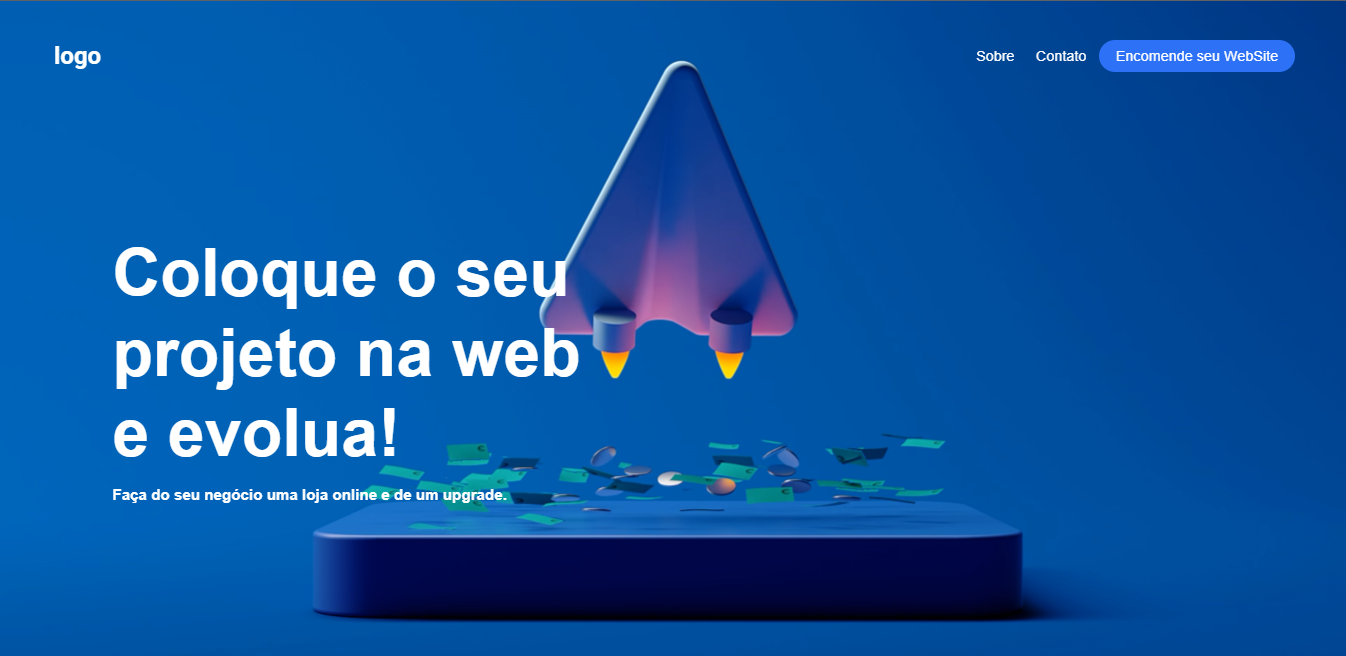 logo
Sobre Contato Encomende seu WebSite
Coloque o seu
projeto na web
e evolua!
Faça do seu negócio uma loja online e de um upgrade.